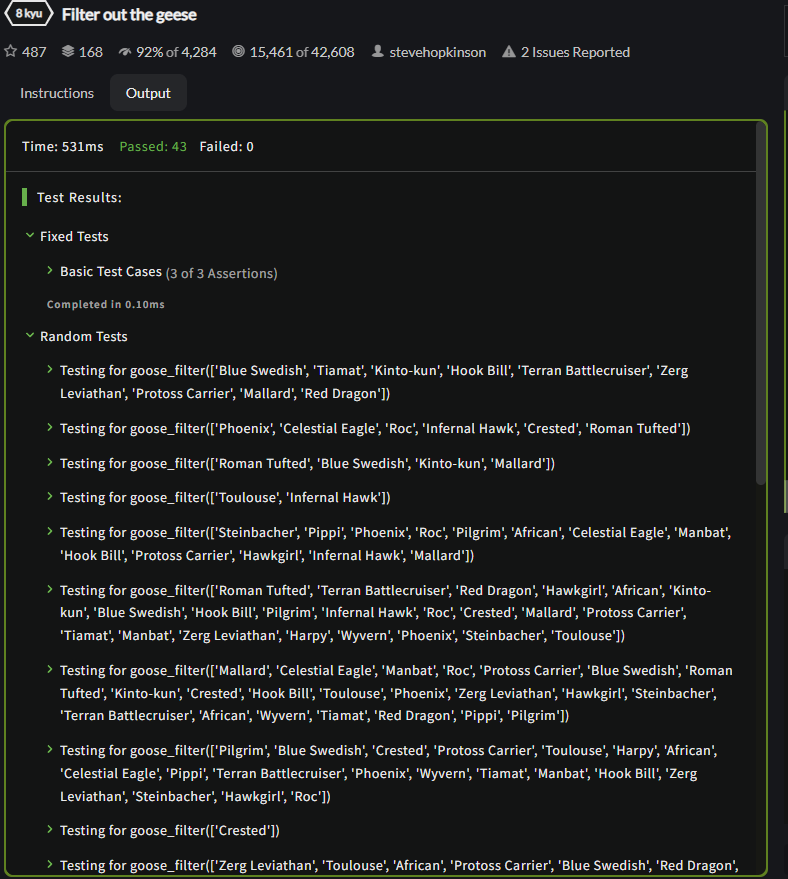 8 kyu Filter out the geese
487 168 92% of 4,284 15,461 of 42,608 stevehopkinson 2 Issues Reported
Instructions Output
Time: 531ms Passed: 43 Failed: 0
Test Results:
Fixed Tests
Basic Test Cases (3 of 3 Assertions)
Completed in 0.10ms
Random Tests
Testing for goose_filter(['Blue Swedish', 'Tiamat', 'Kinto-kun', 'Hook Bill', 'Terran Battlecruiser', 'Zerg
Leviathan', 'Protoss Carrier', 'Mallard', 'Red Dragon'])
Testing for goose_filter(['Phoenix', 'Celestial Eagle', 'Roc', 'Infernal Hawk', 'Crested', 'Roman Tufted'])
Testing for goose_filter(['Roman Tufted', 'Blue Swedish', 'Kinto-kun', 'Mallard'])
Testing for goose_filter(['Toulouse', 'Infernal Hawk'])
Testing for goose_filter(['Steinbacher', 'Pippi', 'Phoenix', 'Roc', 'Pilgrim', 'African', 'Celestial Eagle', 'Manbat',
'Hook Bill', 'Protoss Carrier', 'Hawkgirl', 'Infernal Hawk', 'Mallard'])
Testing for goose_filter(['Roman Tufted', 'Terran Battlecruiser', 'Red Dragon', 'Hawkgirl', 'African', 'Kinto-
kun', 'Blue Swedish', 'Hook Bill', 'Pilgrim', 'Infernal Hawk', 'Roc', 'Crested', 'Mallard', 'Protoss Carrier',
'Tiamat', 'Manbat', 'Zerg Leviathan', 'Harpy', 'Wyvern', 'Phoenix', 'Steinbacher', 'Toulouse'])
Testing for goose_filter(['Mallard', 'Celestial Eagle', 'Manbat', 'Roc', 'Protoss Carrier', 'Blue Swedish', 'Roman
Tufted', 'Kinto-kun', 'Crested', 'Hook Bill', 'Toulouse', 'Phoenix', 'Zerg Leviathan', 'Hawkgirl', 'Steinbacher',
'Terran Battlecruiser', 'African', 'Wyvern', 'Tiamat', 'Red Dragon', 'Pippi', 'Pilgrim'])
Testing for goose_filter(['Pilgrim', 'Blue Swedish', 'Crested', 'Protoss Carrier', 'Toulouse', 'Harpy', 'African',
'Celestial Eagle', 'Pippi', 'Terran Battlecruiser', 'Phoenix', 'Wyvern', 'Tiamat', 'Manbat', 'Hook Bill', 'Zerg
Leviathan', 'Steinbacher', 'Hawkgirl', 'Roc'])
Testing for goose_filter(['Crested'])
Testing for goose_filter(['Zerg Leviathan', 'Toulouse', 'African', 'Protoss Carrier', 'Blue Swedish', 'Red Dragon',